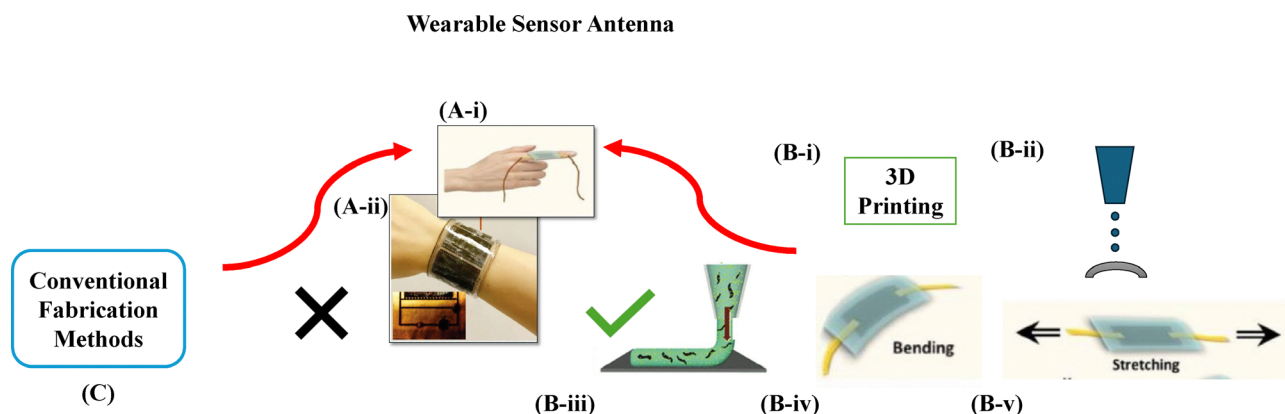 Wearable Sensor Antenna
(A-i)
(A-ii)
(B-i)
(B-ii)
3D
Printing
Conventional
Fabrication
Methods
Bending
Stretching
(C)
(B-iii)
(B-iv)
(B-v)